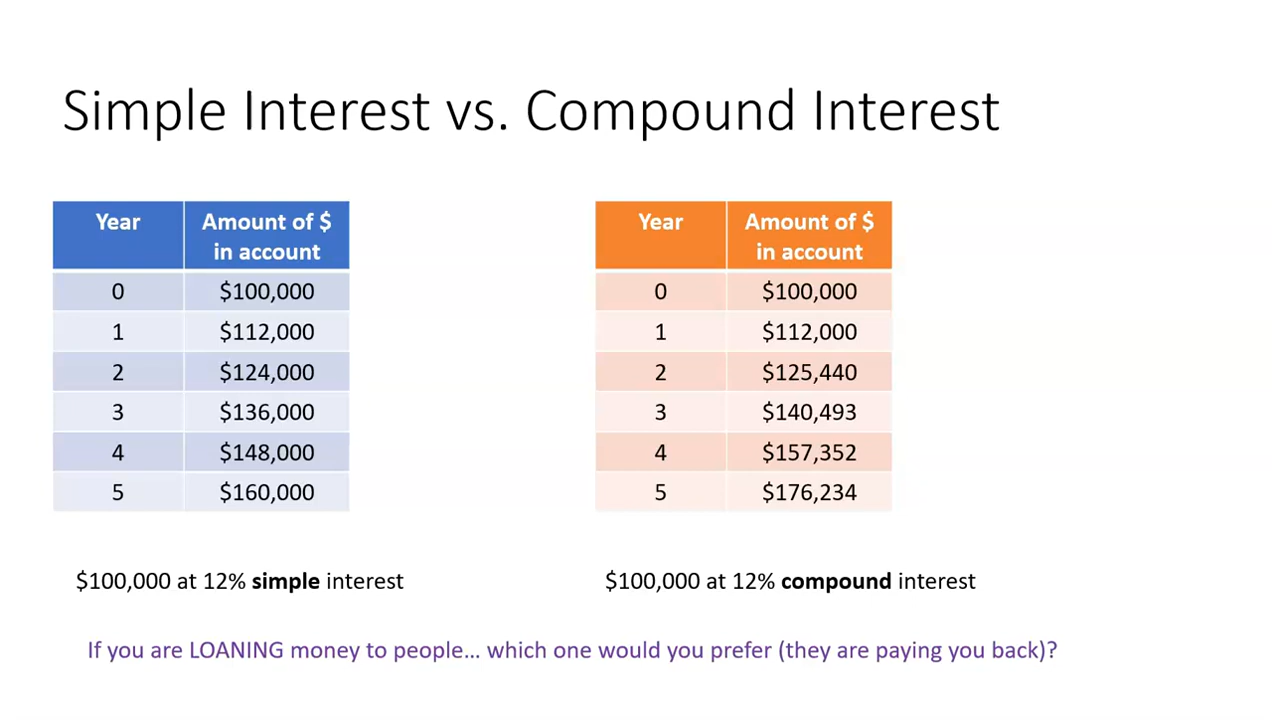 Simple Interest vs. Compound Interest
Year Amount of $
in account
0 $100,000
1 $112,000
2 $124,000
3 $136,000
4 $148,000
5 $160,000
$100,000 at 12% simple interest
Year Amount of $
in account
0 $100,000
1 $112,000
2 $125,440
3 $140,493
4 $157,352
5 $176,234
$100,000 at 12% compound interest
If you are LOANING money to people... which one would you prefer (they are paying you back)?